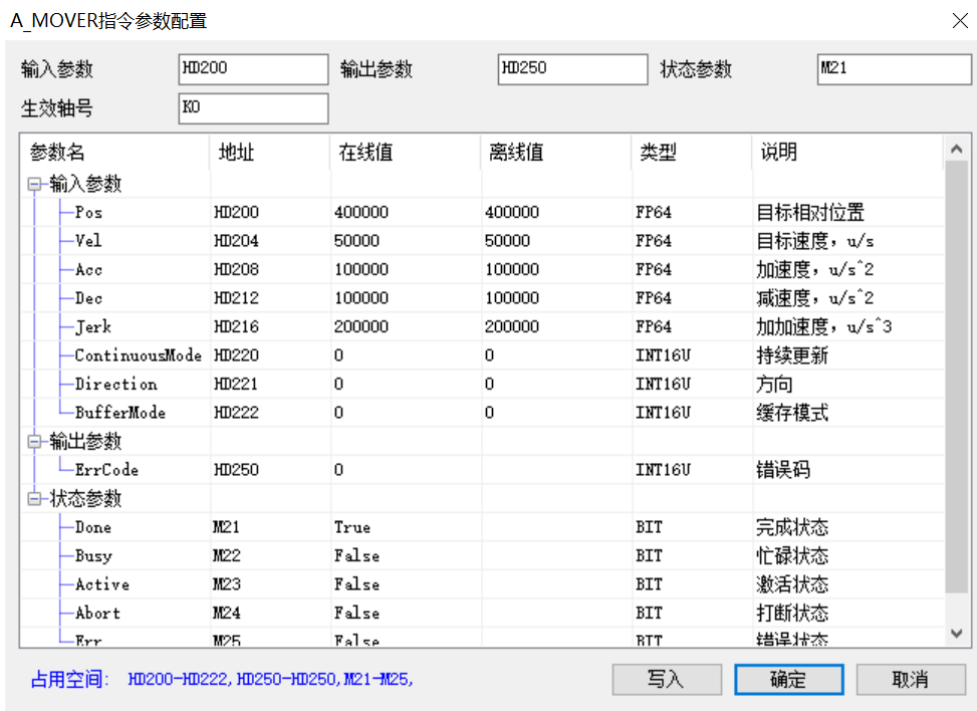 A_MOVER指令参数配置
输入参数 HD200 输出参数 HD250 状态参数 M21
生效轴号 K0
参数名 地址 在线值 离线值 类型 说明
输入参数
Pos HD200 400000 400000 FP64 目标相对位置
Vel HD204 50000 50000 FP64 目标速度，u/s
Acc HD208 100000 100000 FP64 加速度，u/s^2
Dec HD212 100000 100000 FP64 减速度，u/s^2
Jerk HD216 200000 200000 FP64 加加速度，u/s^3
ContinuousMode HD220 0 0 INT16U 持续更新
Direction HD221 0 0 INT16U 方向
BufferMode HD222 0 0 INT16U 缓存模式
输出参数
ErrCode HD250 0 INT16U 错误码
状态参数
Done M21 True BIT 完成状态
Busy M22 False BIT 忙碌状态
Active M23 False BIT 激活状态
Abort M24 False BIT 打断状态
Err M25 False BIT 错误状态
占用空间: HD200-HD222,HD250-HD250,M21-M25, 写入 确定 取消